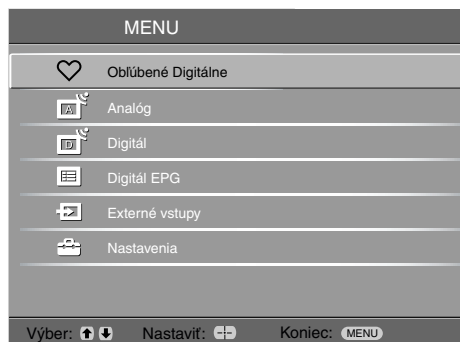 MENU
Obľúbené Digitálne
A Analóg
D Digitál
Digitál EPG
Externé vstupy
Nastavenia
Výber: Nastaviť: Koniec: MENU